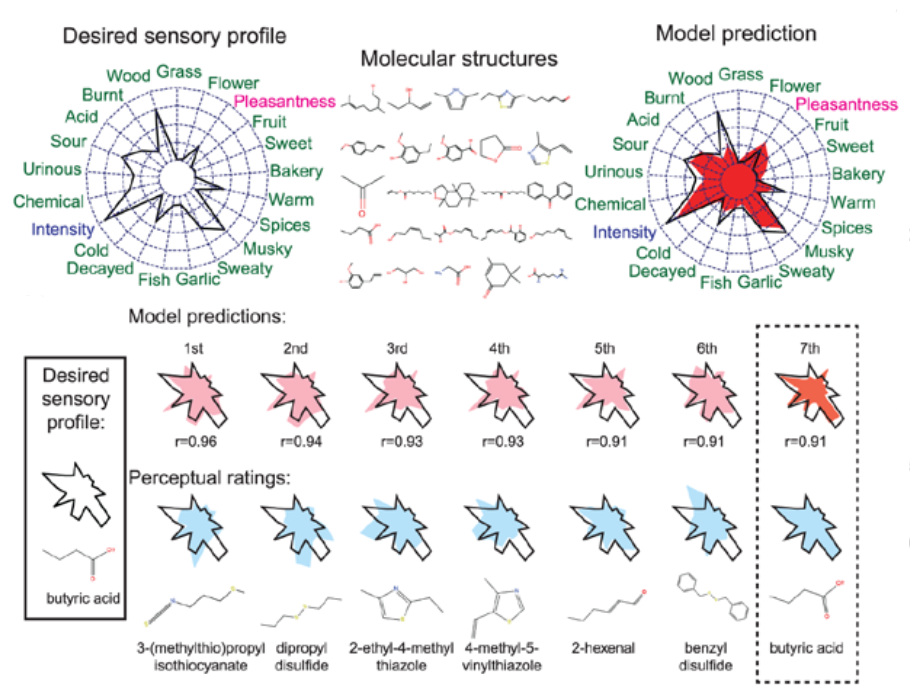 Desired sensory profile
Wood
Grass
Flower
Burnt
Pleasantness
Acid
Fruit
Sour
Sweet
Urinous
Bakery
Chemical
Warm
Intensity
Spices
Cold
Musky
Decayed
Sweaty
Fish
Garlic
Molecular structures
Model prediction
Wood
Grass
Flower
Burnt
Pleasantness
Acid
Fruit
Sour
Sweet
Urinous
Bakery
Chemical
Warm
Intensity
Spices
Cold
Musky
Decayed
Sweaty
Fish
Garlic
Model predictions:
1st
2nd
3rd
4th
5th
6th
7th
r=0.96
r=0.94
r=0.93
r=0.93
r=0.91
r=0.91
r=0.91
Desired
sensory
profile:
butyric acid
Perceptual ratings:
3-(methylthio)propyl
isothiocyanate
dipropyl
disulfide
2-ethyl-4-methyl
thiazole
4-methyl-5-
vinylthiazole
2-hexenal
benzyl
disulfide
butyric acid